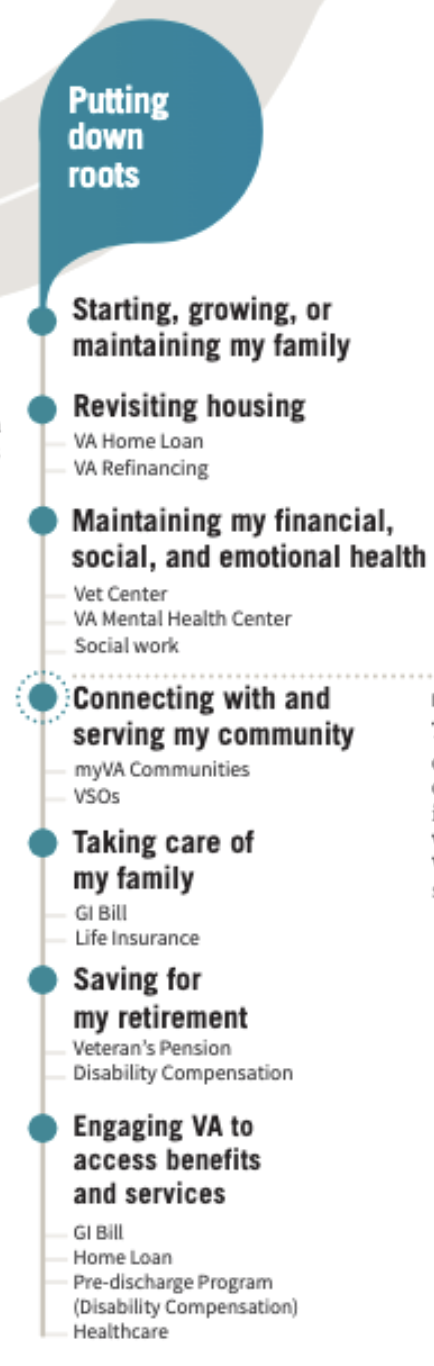 Putting
down
roots
Starting, growing, or
maintaining my family
Revisiting housing
VA Home Loan
VA Refinancing
Maintaining my financial,
social, and emotional health
Vet Center
VA Mental Health Center
Social work
Connecting with and
serving my community
myVA Communities
VSOs
Taking care of
my family
GI Bill
Life Insurance
Saving for
my retirement
Veteran's Pension
Disability Compensation
Engaging VA to
access benefits
and services
GI Bill
Home Loan
Pre-discharge Program
(Disability Compensation)
Healthcare